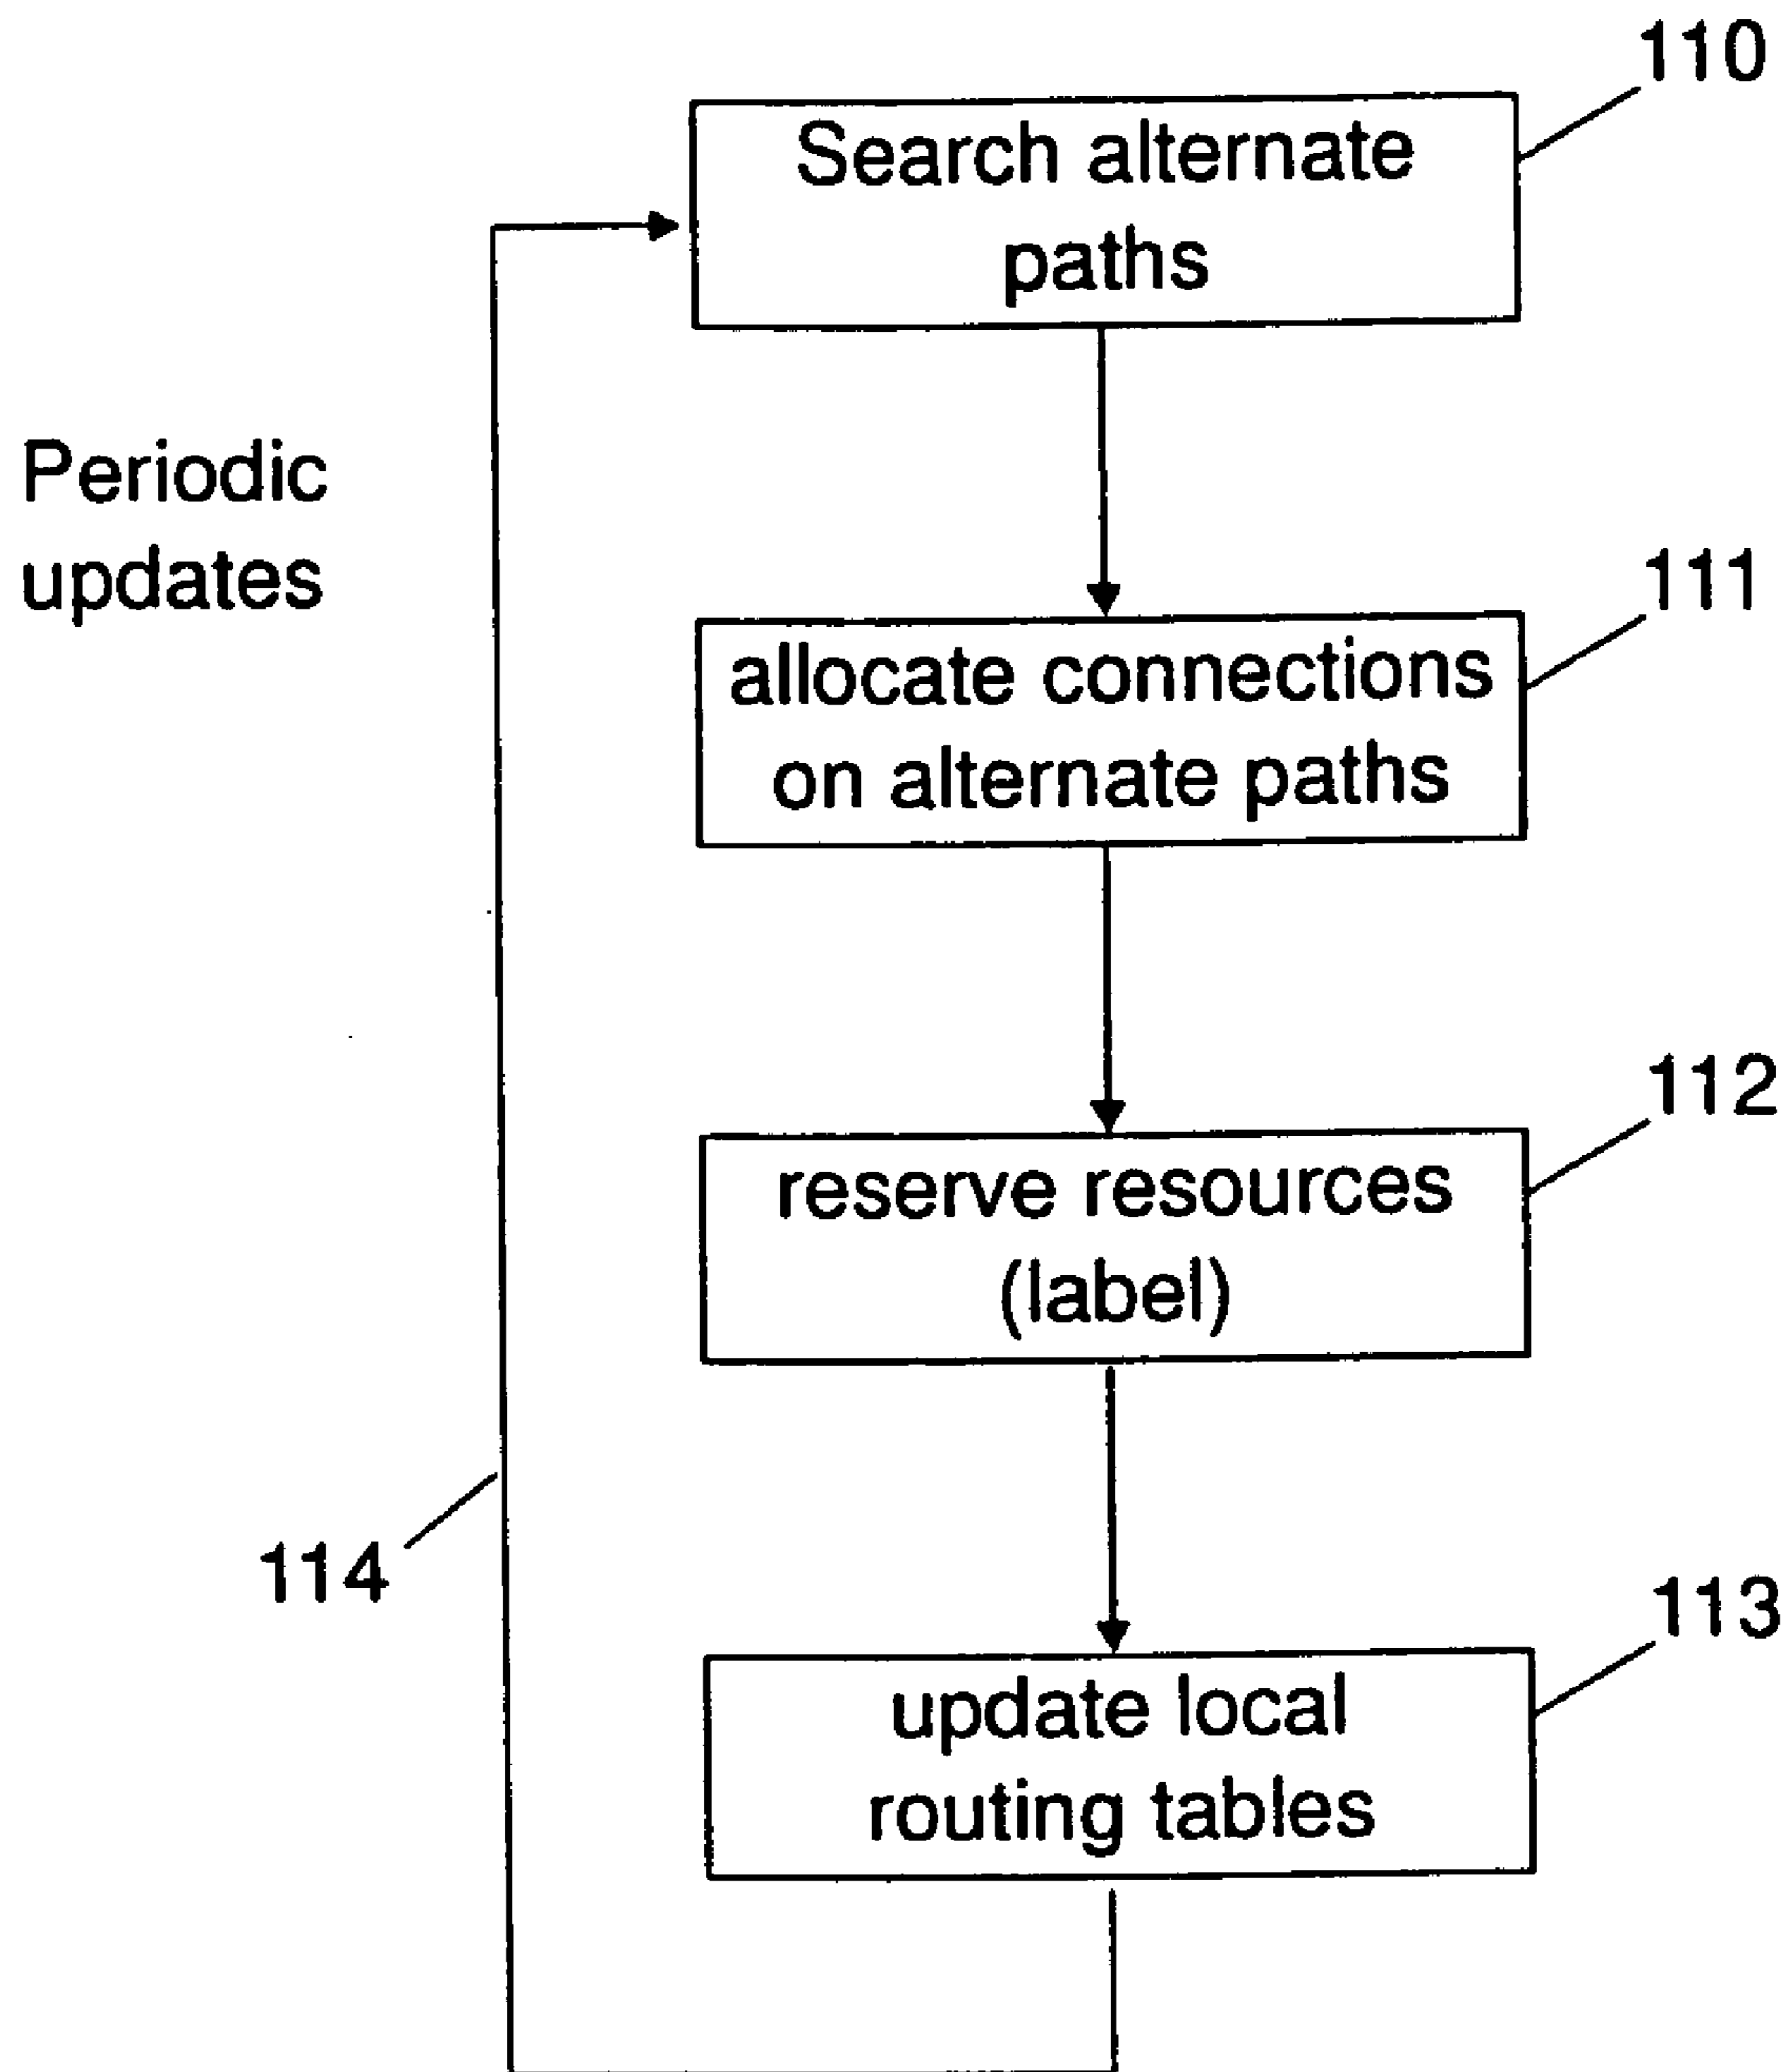 110
Search alternate
paths
Periodic
updates
111
allocate connections
on alternate paths
112
reserve resources
(label)
114
113
update local
routing tables